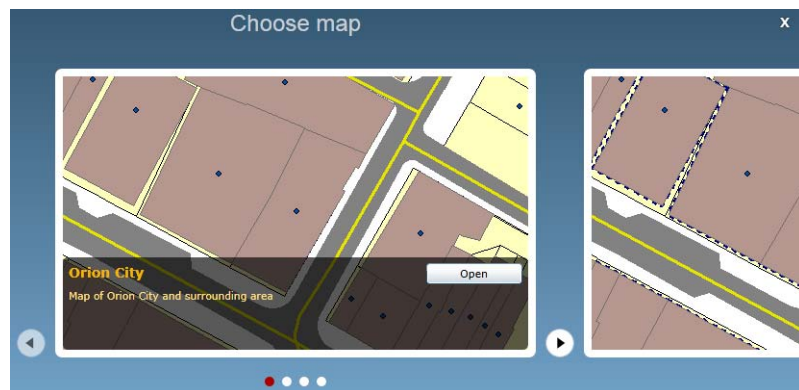 Choose map
X
Orion City
Open
Map of Orion City and surrounding area